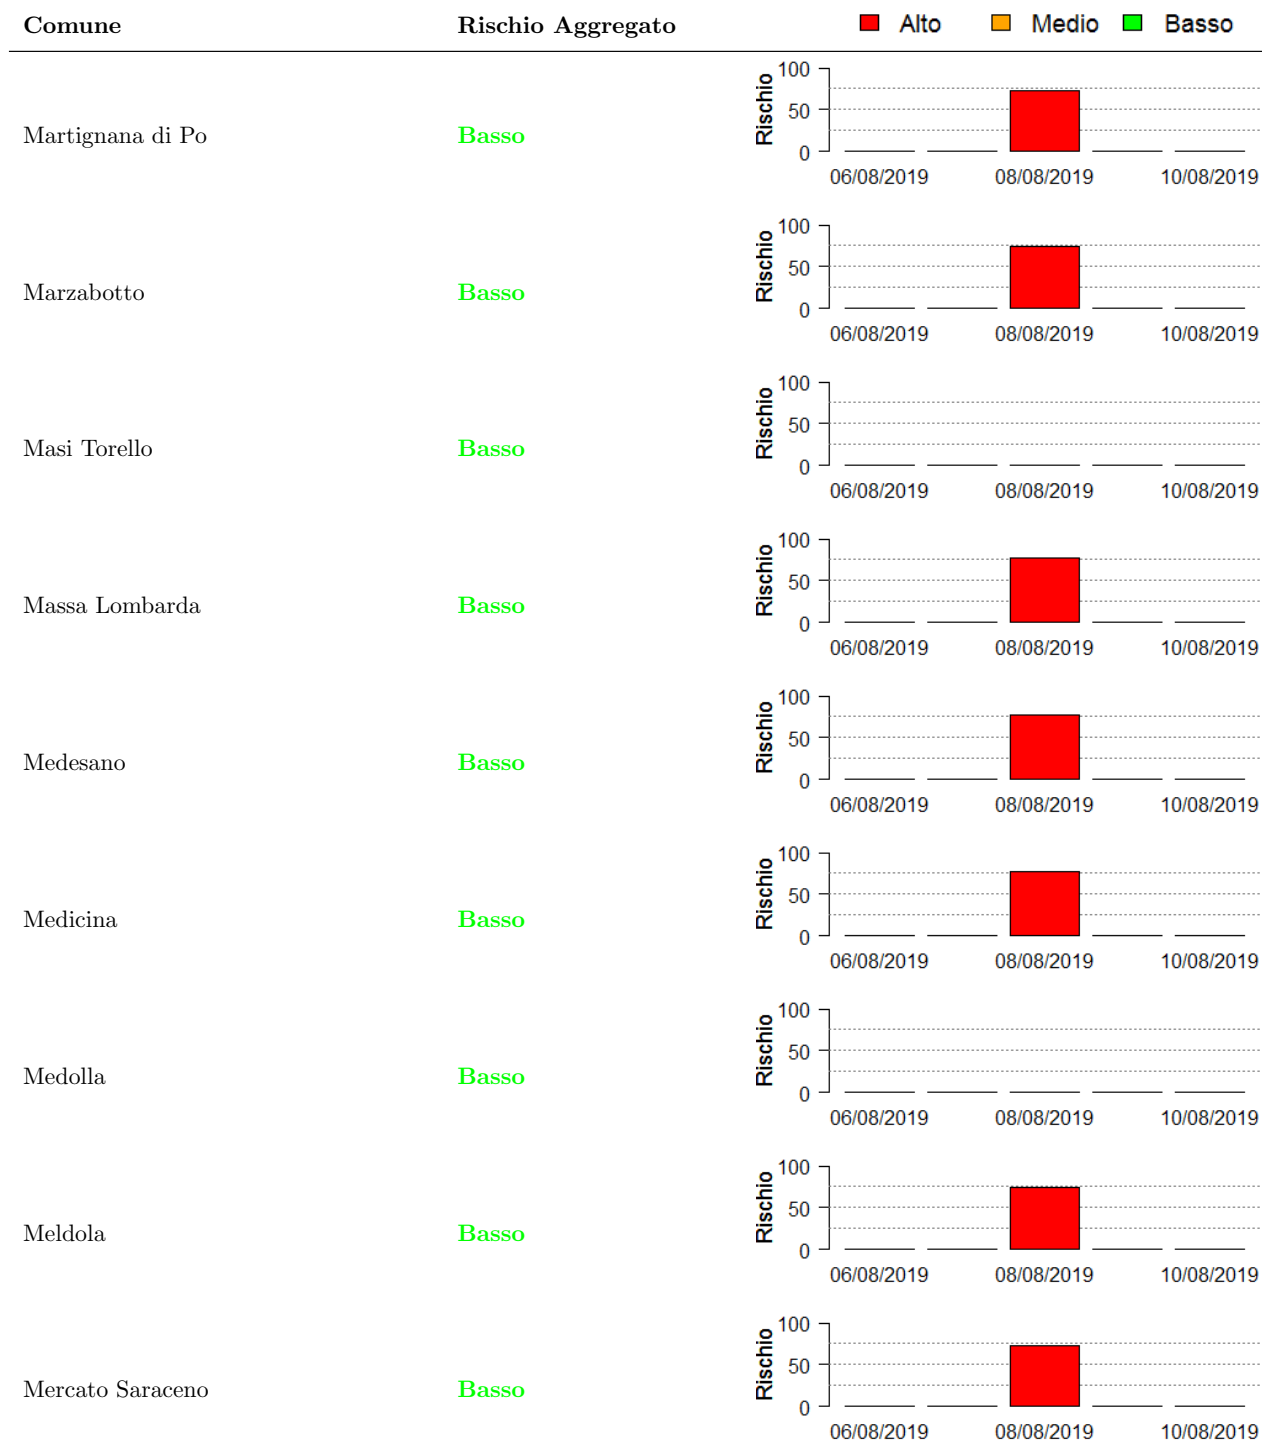 Comune Rischio Aggregato Alto Medio Basso
Martignana di Po Basso Rischio 100 50 0
06/08/2019 08/08/2019 10/08/2019
Marzabotto Basso Rischio 100 50 0
06/08/2019 08/08/2019 10/08/2019
Masi Torello Basso Rischio 100 50 0
06/08/2019 08/08/2019 10/08/2019
Massa Lombarda Basso Rischio 100 50 0
06/08/2019 08/08/2019 10/08/2019
Medesano Basso Rischio 100 50 0
06/08/2019 08/08/2019 10/08/2019
Medicina Basso Rischio 100 50 0
06/08/2019 08/08/2019 10/08/2019
Medolla Basso Rischio 100 50 0
06/08/2019 08/08/2019 10/08/2019
Meldola Basso Rischio 100 50 0
06/08/2019 08/08/2019 10/08/2019
Mercato Saraceno Basso Rischio 100 50 0
06/08/2019 08/08/2019 10/08/2019